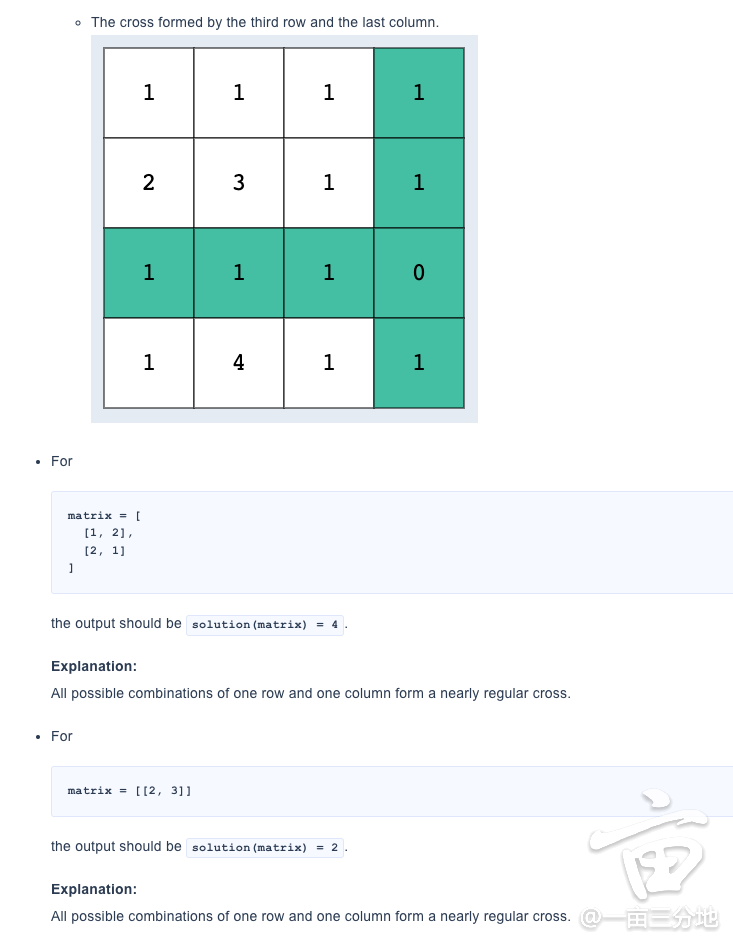 The cross formed by the third row and the last column.
1 1 1 1
2 3 1 1
1 1 1 0
1 4 1 1
For
matrix = [
[1, 2],
[2, 1]
]
the output should be solution(matrix) = 4.
Explanation:
All possible combinations of one row and one column form a nearly regular cross.
For
matrix = [[2, 3]]
the output should be solution(matrix) = 2.
Explanation:
All possible combinations of one row and one column form a nearly regular cross.
亩
@一亩三分地